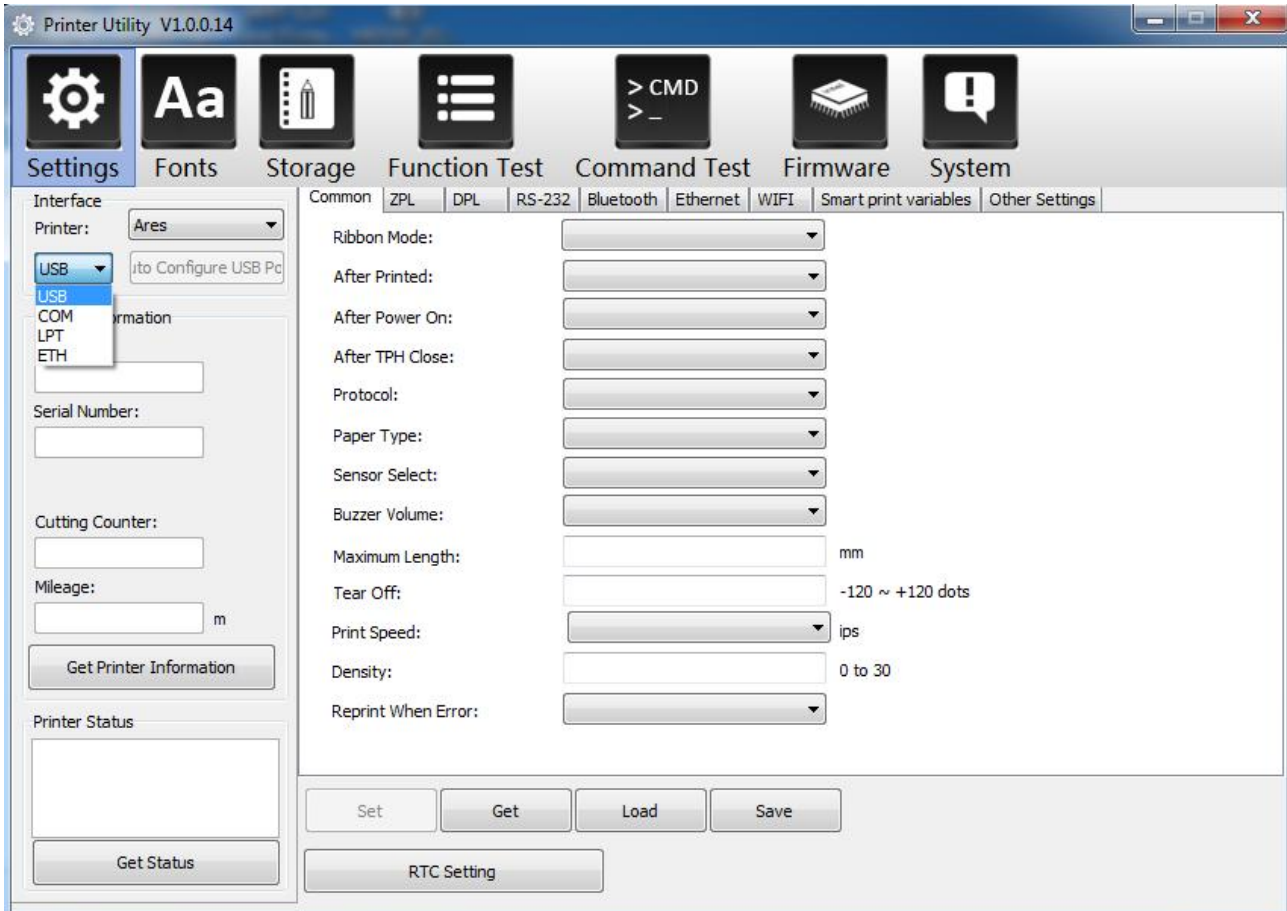 Printer Utility V1.0.0.14
Aa
> CMD
>_
Settings Fonts Storage Function Test Command Test Firmware System
Interface
Printer: Ares
USB ito Configure USB Pc
USB
COM
LPT
ETH
rmation
Serial Number:
Cutting Counter:
Mileage:
m
Get Printer Information
Printer Status
Get Status
Common ZPL DPL RS-232 Bluetooth Ethernet WIFI Smart print variables Other Settings
Ribbon Mode:
After Printed:
After Power On:
After TPH Close:
Protocol:
Paper Type:
Sensor Select:
Buzzer Volume:
Maximum Length: mm
Tear Off: -120 ~ +120 dots
Print Speed: ips
Density: 0 to 30
Reprint When Error:
Set Get Load Save
RTC Setting